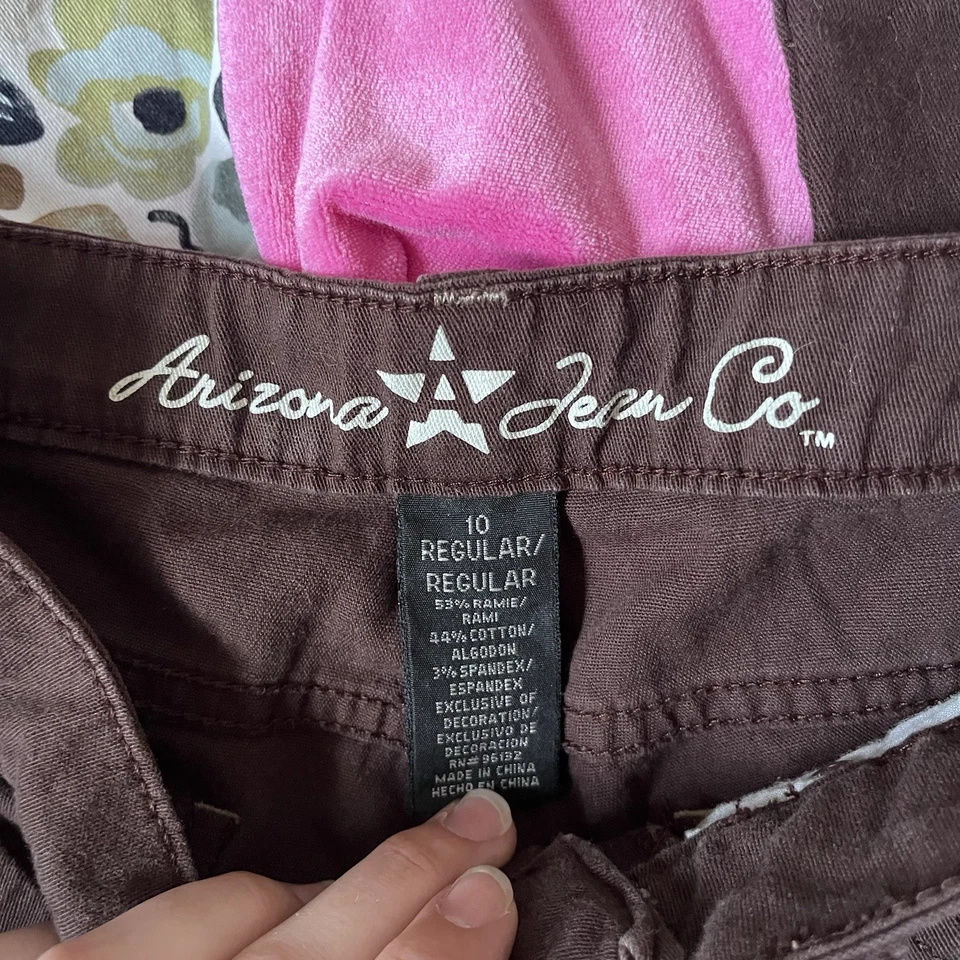 Arizona A Jean Co TM
10
REGULAR/
REGULAR
53% RAMIE/
RAMI
44% COTTON/
ALGODON
3% SPANDEX/
ESPANDEX
EXCLUSIVE OF
DECORATION/
EXCLUSIVO DE
DECORACION
RN# 96132
MADE IN CHINA
HECHO EN CHINA